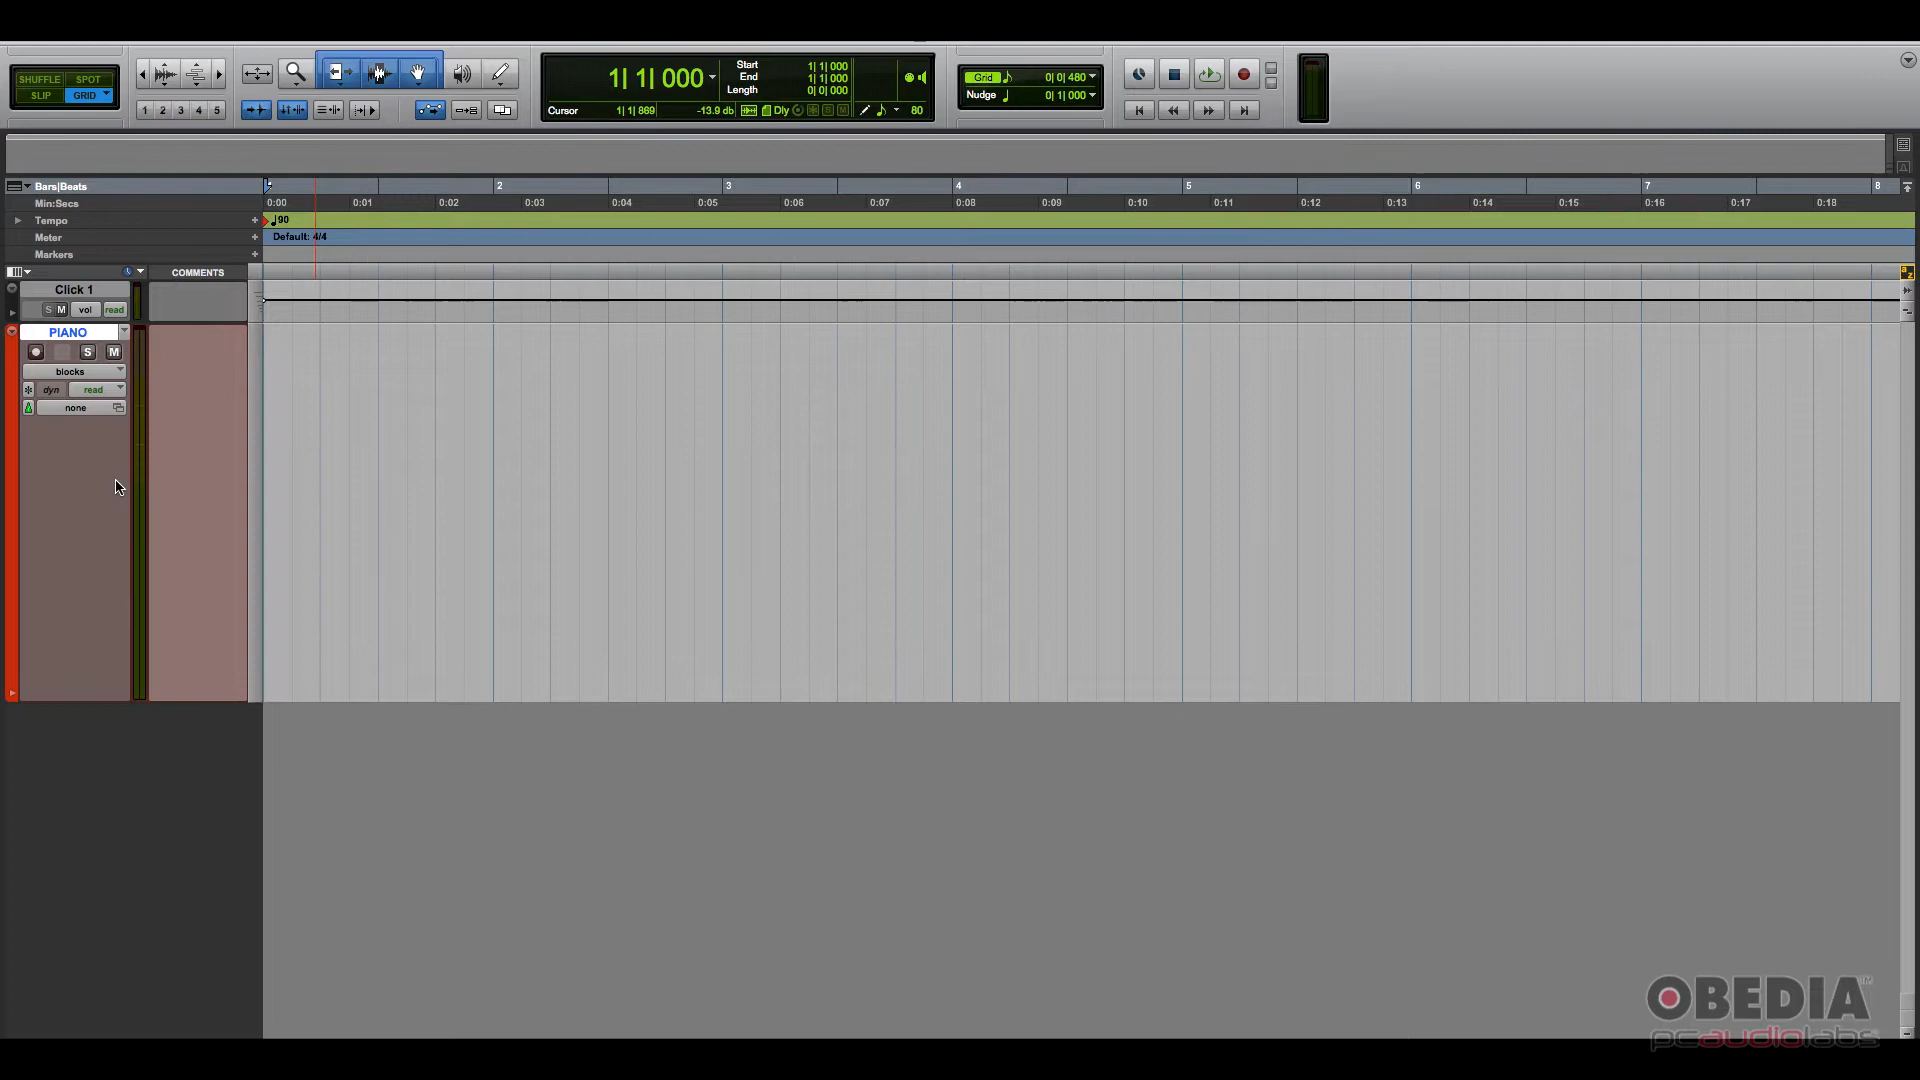 SHUFFLE SPOT
SLIP GRID
1 2 3 4 5
1| 1| 000
Start 1| 1| 000
End 1| 1| 000
Length 0| 0| 000
Cursor 1| 1| 869 -13.9 db Dly S M 80
Grid 0| 0| 480
Nudge 0| 1| 000
Bars|Beats 2 3 4 5 6 7 8
Min:Secs 0:00 0:01 0:02 0:03 0:04 0:05 0:06 0:07 0:08 0:09 0:10 0:11 0:12 0:13 0:14 0:15 0:16 0:17 0:18
Tempo + 90
Meter + Default: 4/4
Markers +
COMMENTS
a z
Click 1
S M vol read
PIANO
S M
blocks
dyn read
none
OBEDIA™
pcaudiolabs